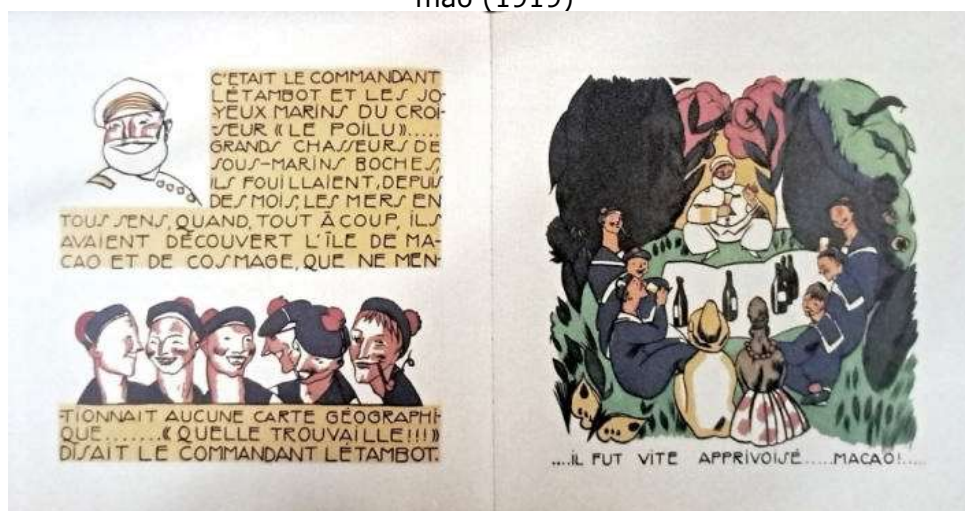 mao (1919)
C'ETAIT LE COMMANDANT
LÉTAMBOT ET LES JO-
-YEUX MARINS DU CROI-
-SEUR « LE POILU ».....
GRANDS CHASSEURS DE
SOUS-MARINS BOCHES,
ILS FOUILLAIENT, DEPUIS
DES MOIS, LES MERS EN
TOUS SENS, QUAND, TOUT À COUP, ILS
AVAIENT DÉCOUVERT L'ÎLE DE MA-
CAO ET DE COSMAGE, QUE NE MEN-
-TIONNAIT AUCUNE CARTE GÉOGRAPHI-
QUE........« QUELLE TROUVAILLE!!! »
DISAIT LE COMMANDANT LÉTAMBOT.
....IL FUT VITE APPRIVOISÉ.....MACAO!.....